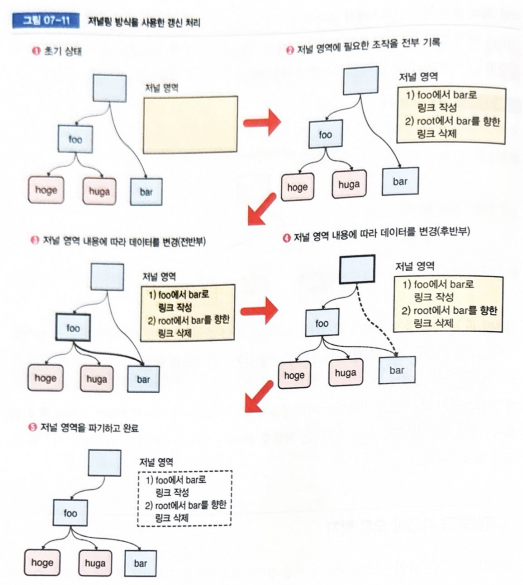 그림 07-11 저널링 방식을 사용한 갱신 처리
❶ 초기 상태
저널 영역
foo
hoge
huga
bar
❷ 저널 영역에 필요한 조작을 전부 기록
저널 영역
1) foo에서 bar로
링크 작성
2) root에서 bar를 향한
링크 삭제
foo
hoge
huga
bar
❸ 저널 영역 내용에 따라 데이터를 변경(전반부)
저널 영역
1) foo에서 bar로
링크 작성
2) root에서 bar를 향한
링크 삭제
foo
hoge
huga
bar
❹ 저널 영역 내용에 따라 데이터를 변경(후반부)
저널 영역
1) foo에서 bar로
링크 작성
2) root에서 bar를 향한
링크 삭제
foo
hoge
huga
bar
❺ 저널 영역을 파기하고 완료
저널 영역
1) foo에서 bar로
링크 작성
2) root에서 bar를 향한
링크 삭제
foo
hoge
huga
bar